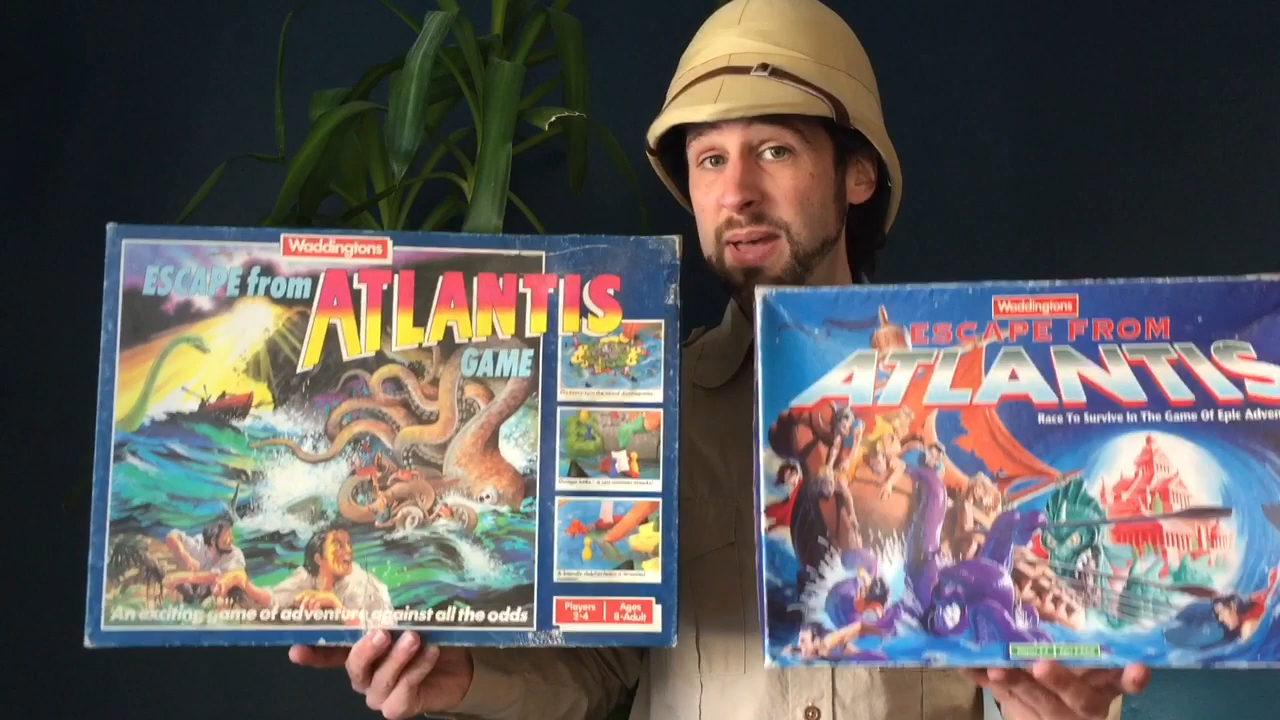 Waddingtons
ESCAPE from
ATLANTIS
GAME
An exciting game of adventure against all the odds
Players
2-4
Ages
8-Adult
Waddingtons
ESCAPE FROM
ATLANTIS
Race To Survive In The Game Of Epic